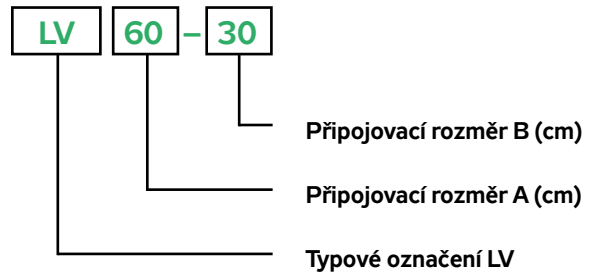 LV 60 – 30
Připojovací rozměr B (cm)
Připojovací rozměr A (cm)
Typové označení LV